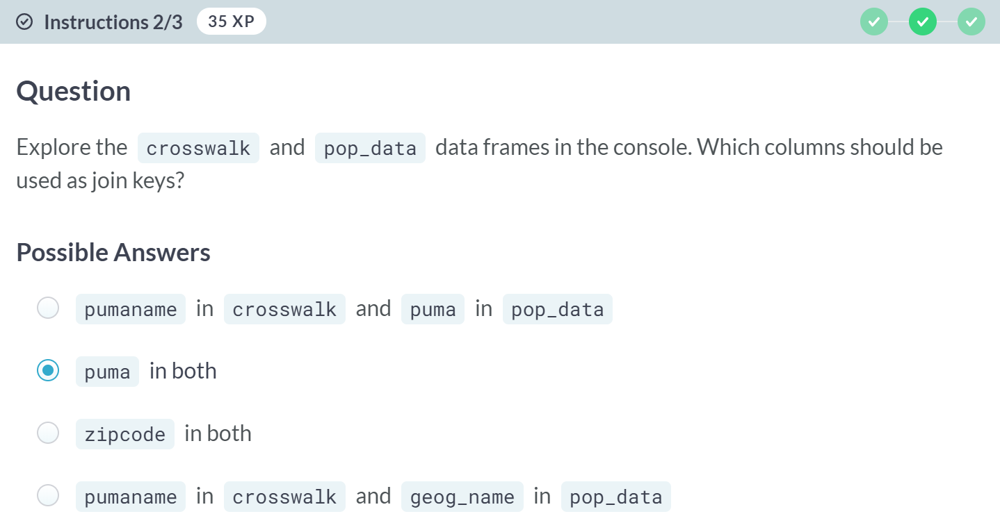 Instructions 2/3 35 XP
Question
Explore the crosswalk and pop_data data frames in the console. Which columns should be
used as join keys?
Possible Answers
pumaname in crosswalk and puma in pop_data
puma in both
zipcode in both
pumaname in crosswalk and geog_name in pop_data